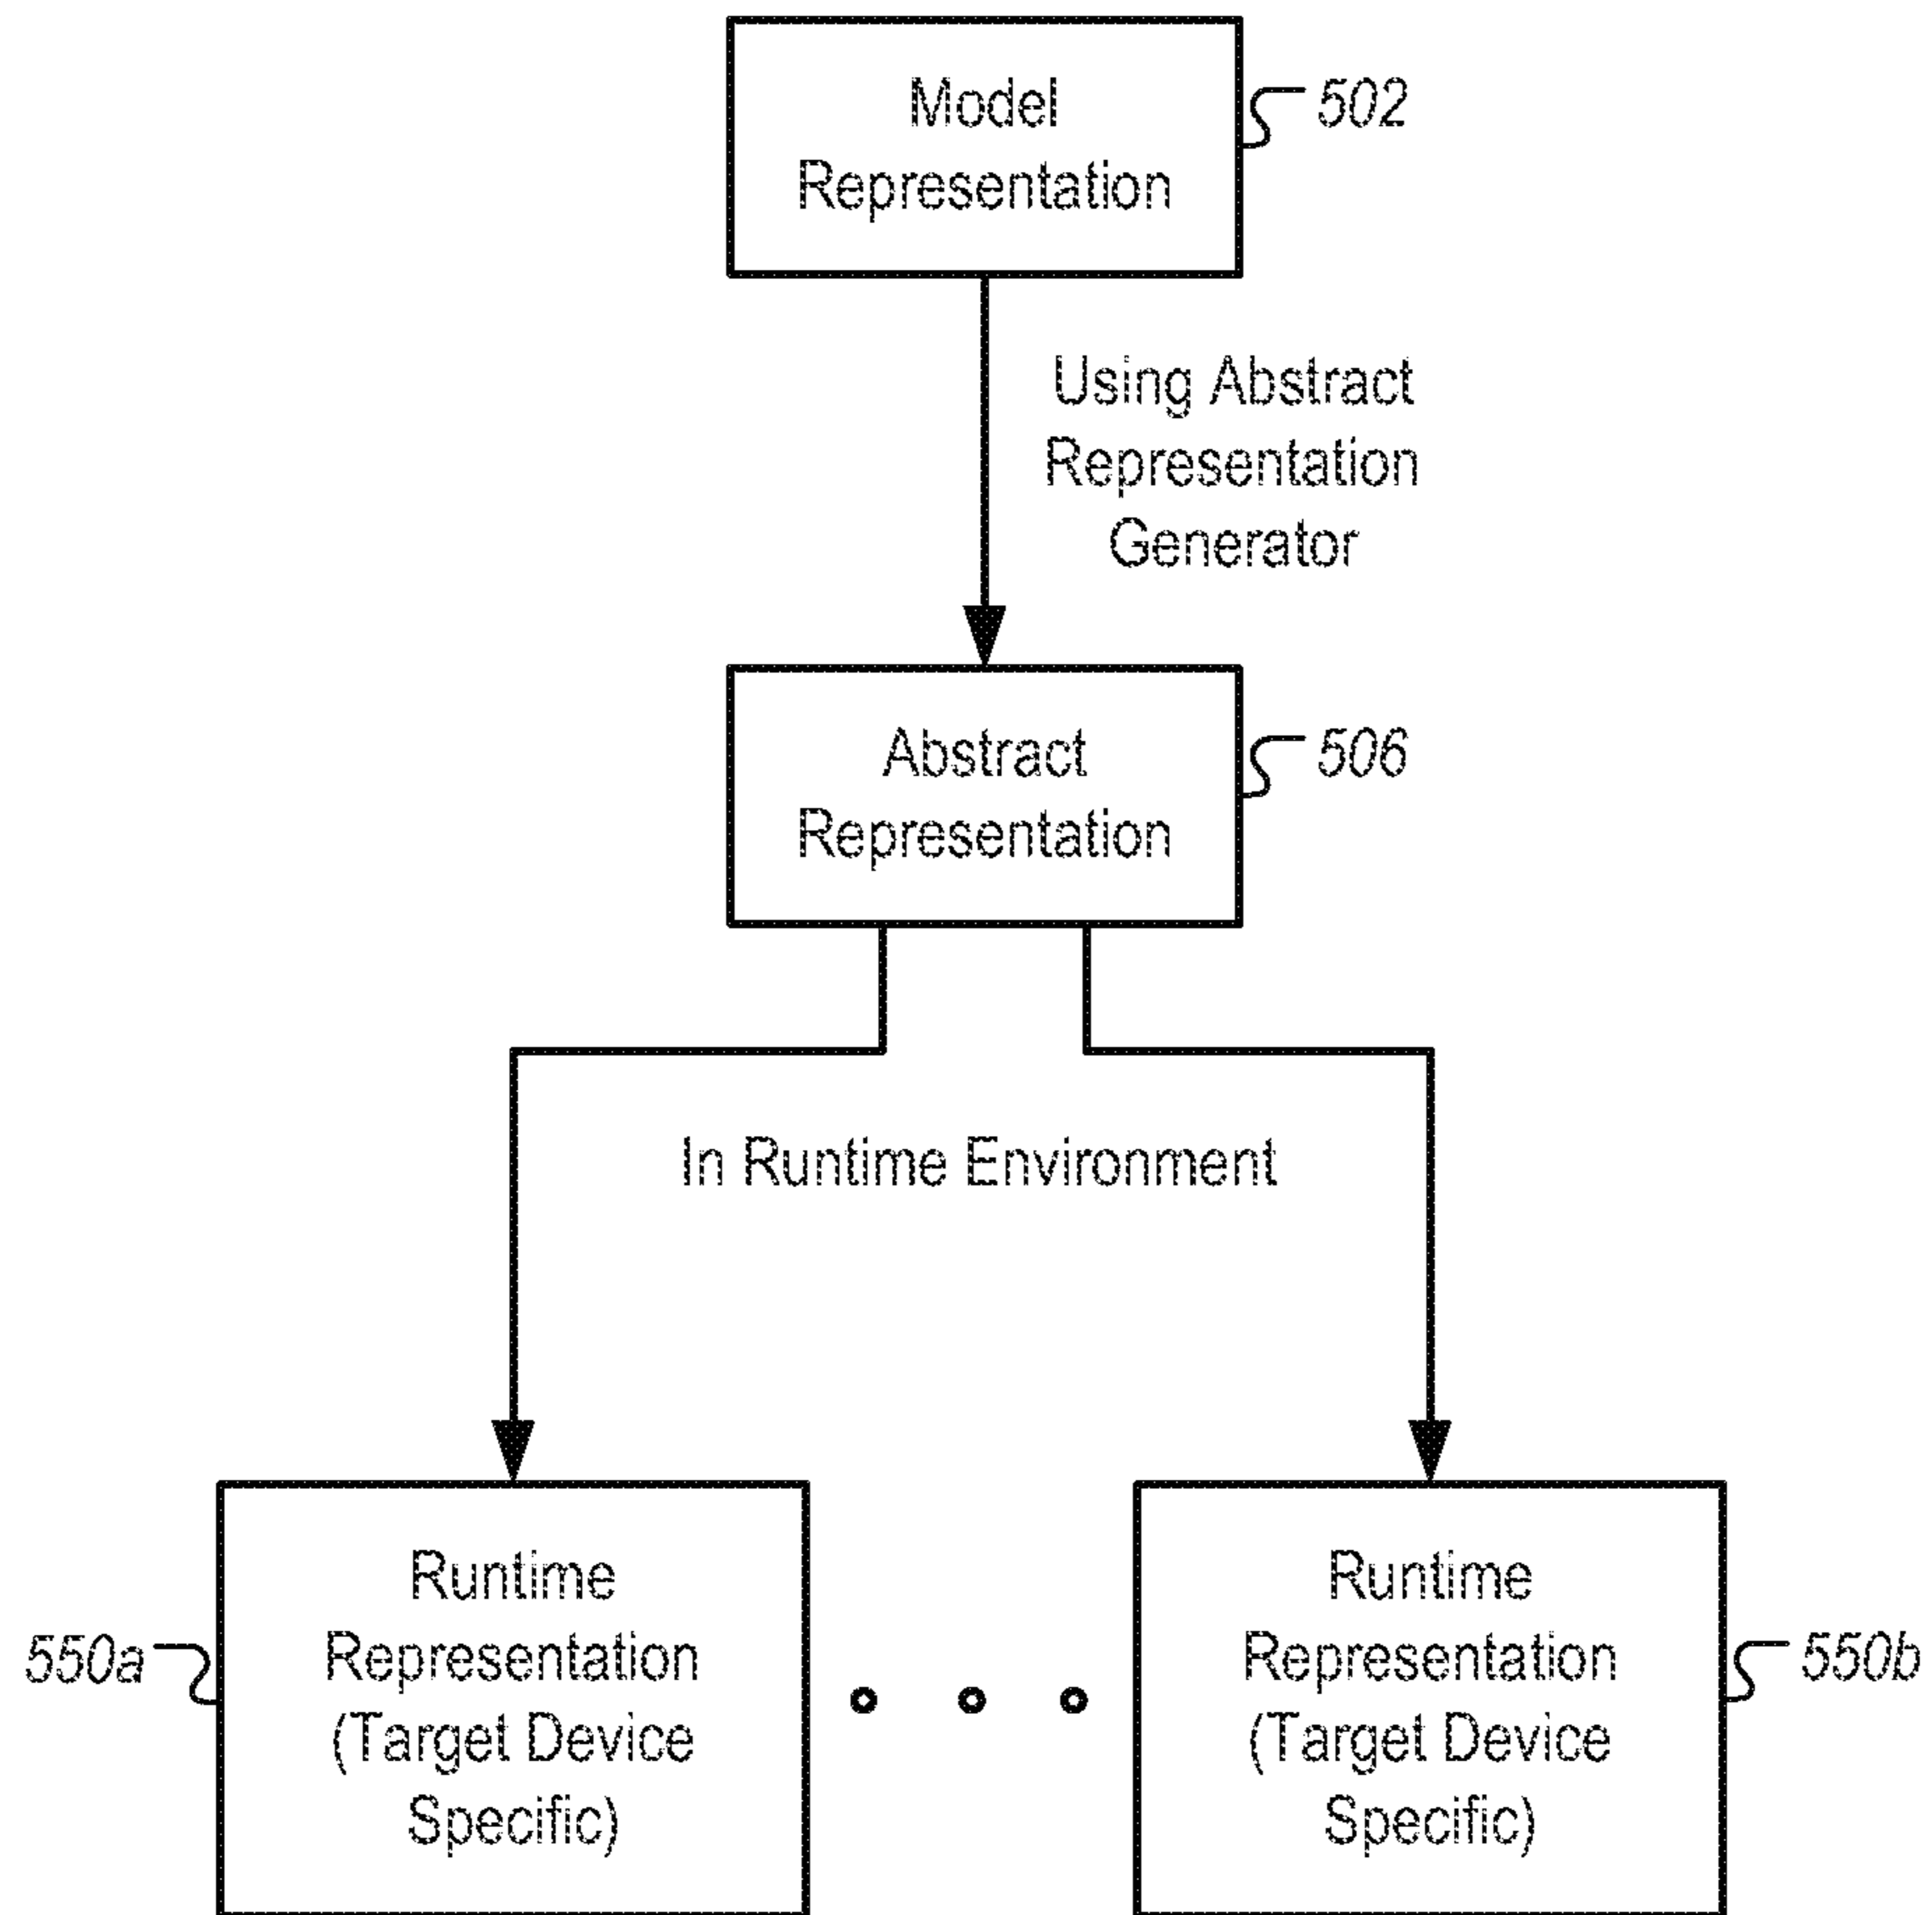 Model
Representation
502
Using Abstract
Representation
Generator
Abstract
Representation
506
In Runtime Environment
Runtime
Representation
(Target Device
Specific)
550a
Runtime
Representation
(Target Device
Specific)
550b